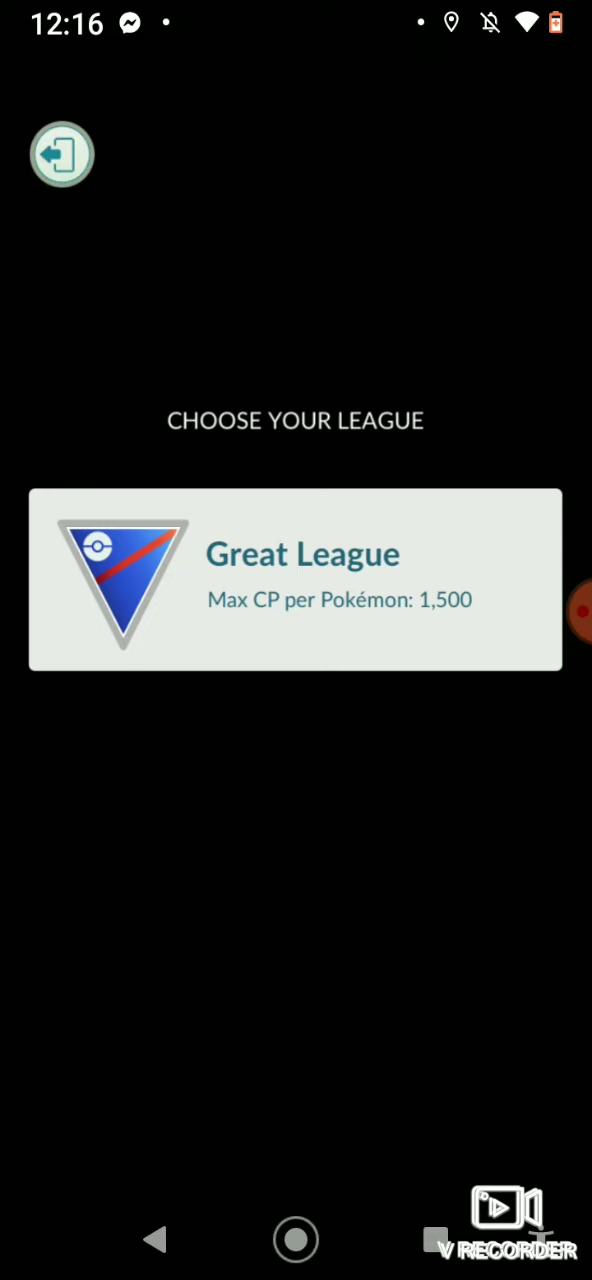 12:16
CHOOSE YOUR LEAGUE
Great League
Max CP per Pokémon: 1,500
V RECORDER